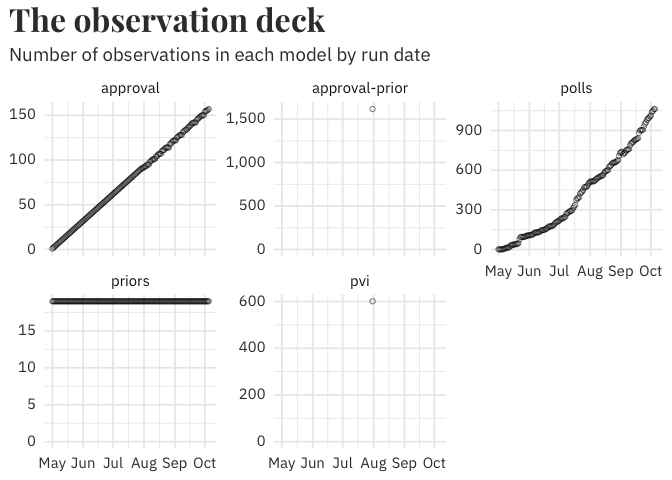 The observation deck
Number of observations in each model by run date
approval
150
100
50
0
approval-prior
1,500
1,000
500
0
polls
900
600
300
0
May Jun Jul Aug Sep Oct
priors
15
10
5
0
May Jun Jul Aug Sep Oct
pvi
600
400
200
0
May Jun Jul Aug Sep Oct